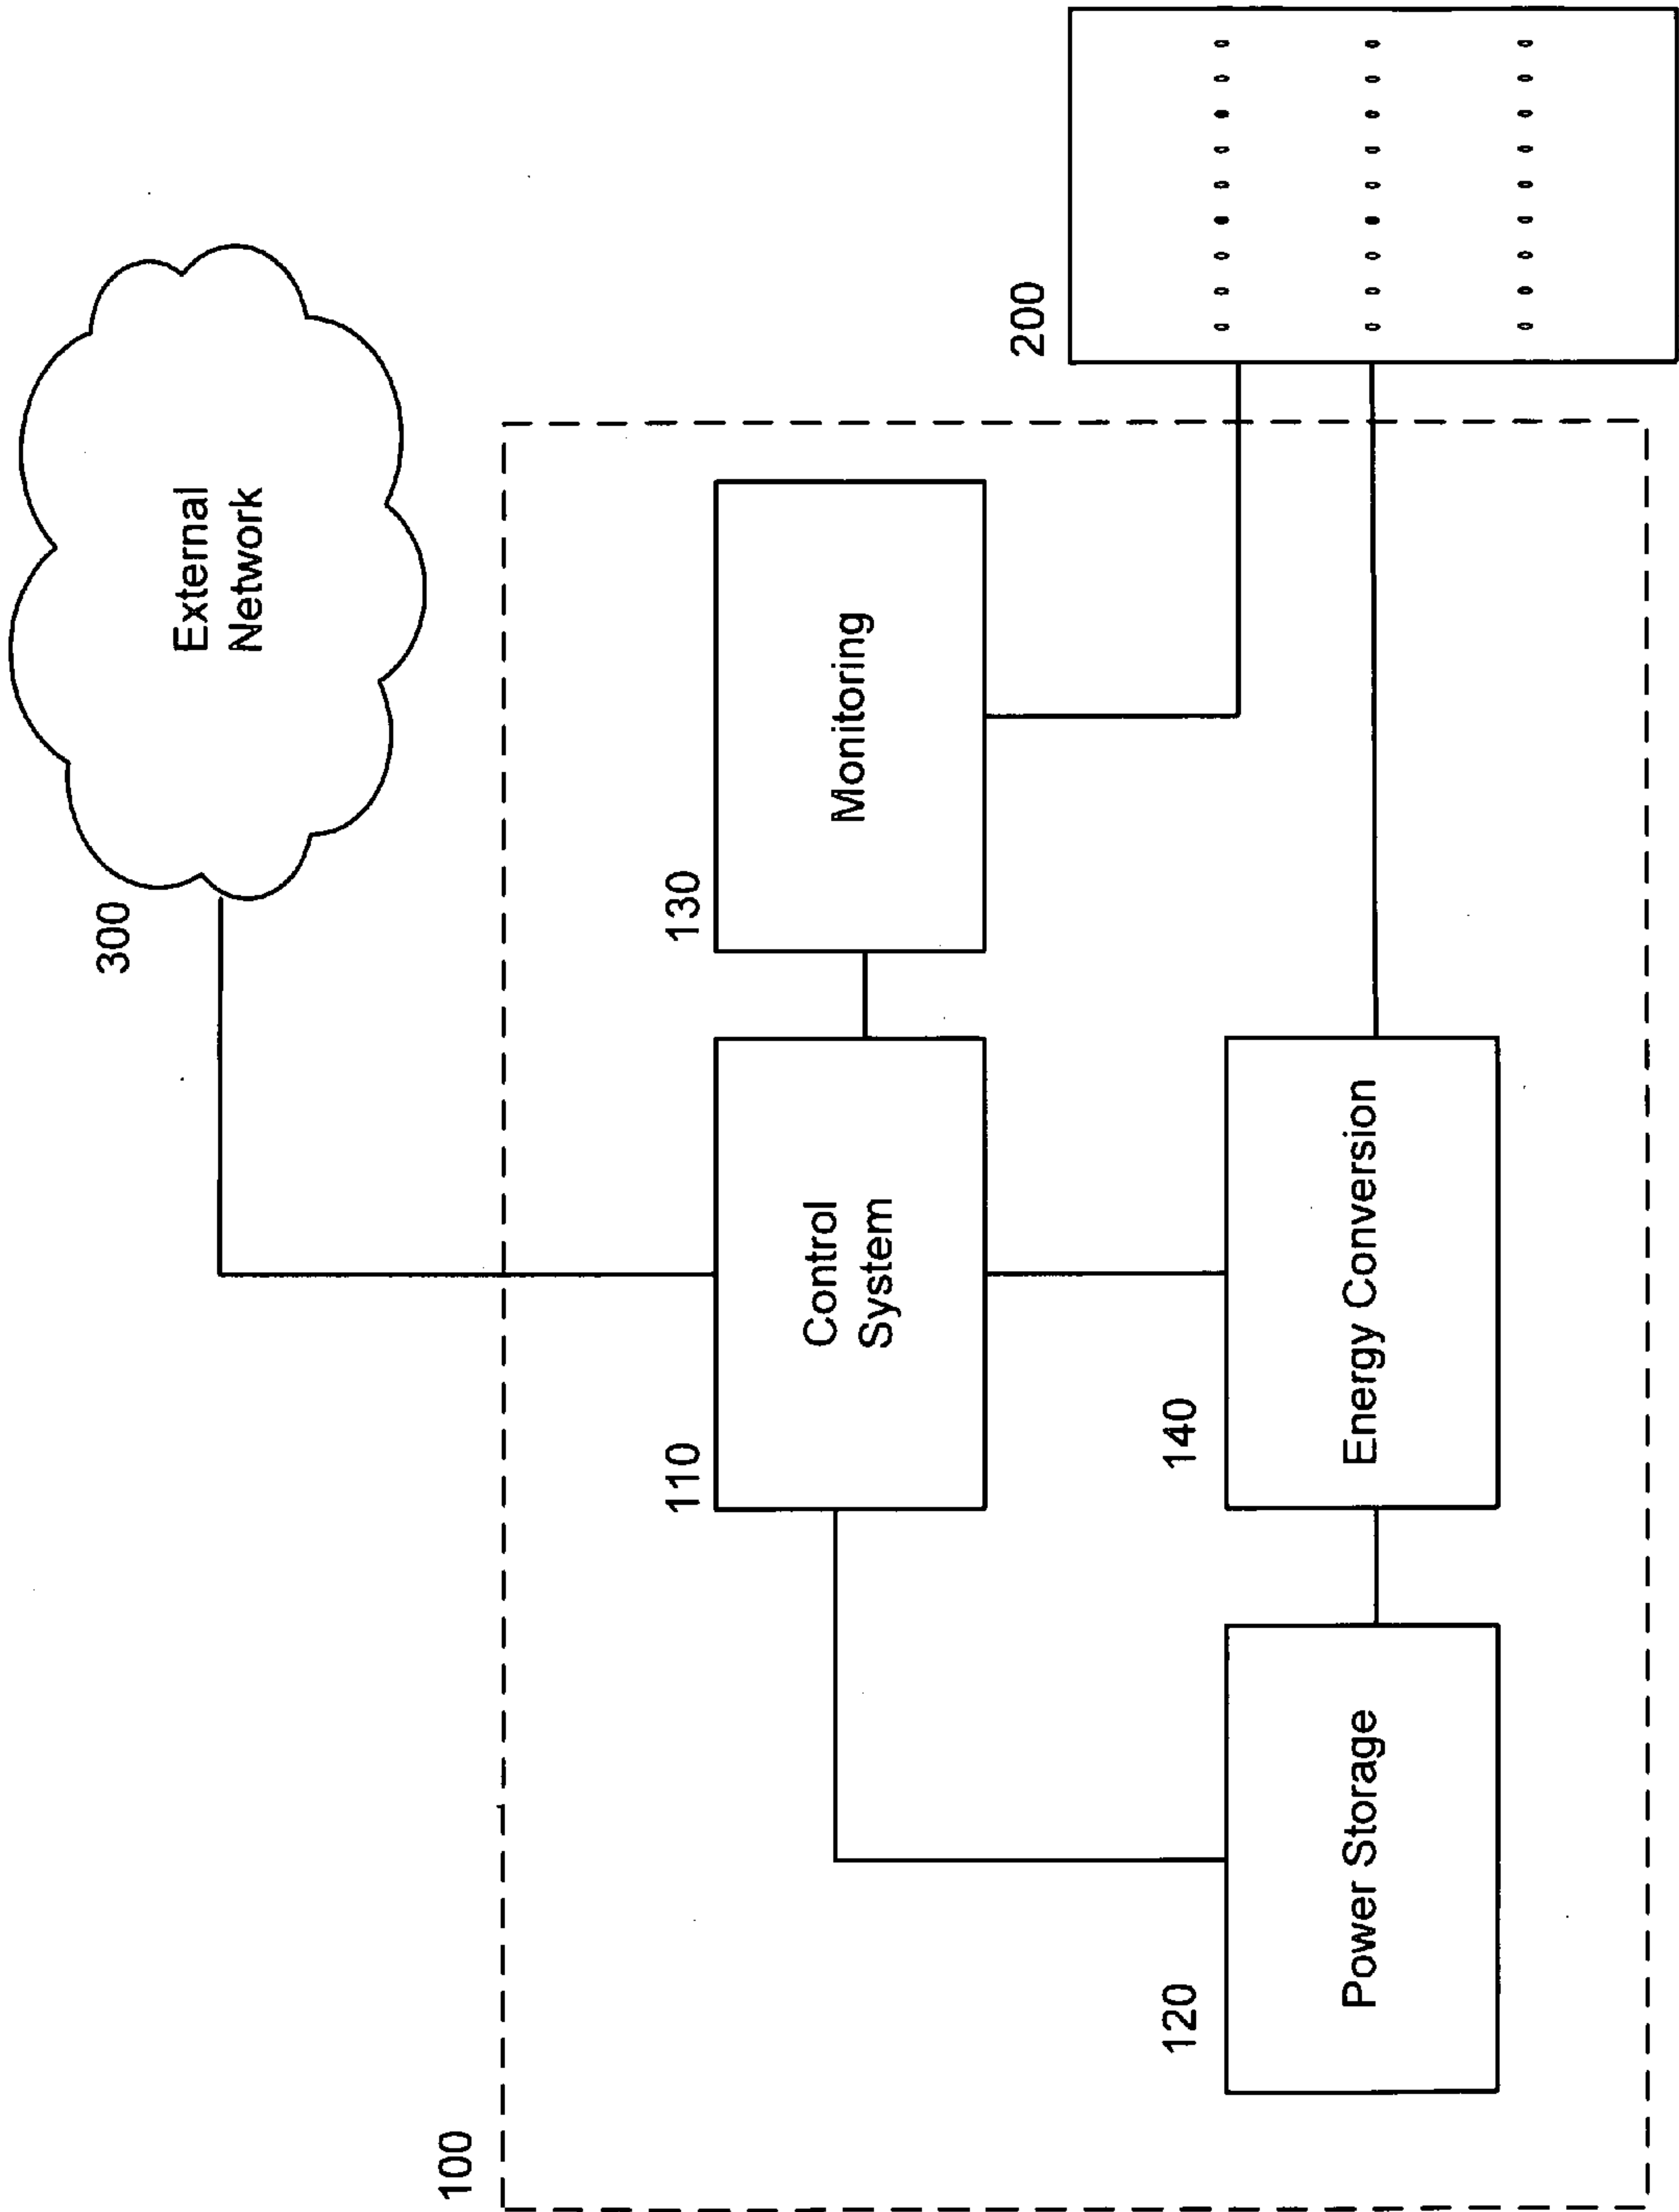 300
External
Network
100
110
Control
System
130
Monitoring
200
120
Power Storage
140
Energy Conversion